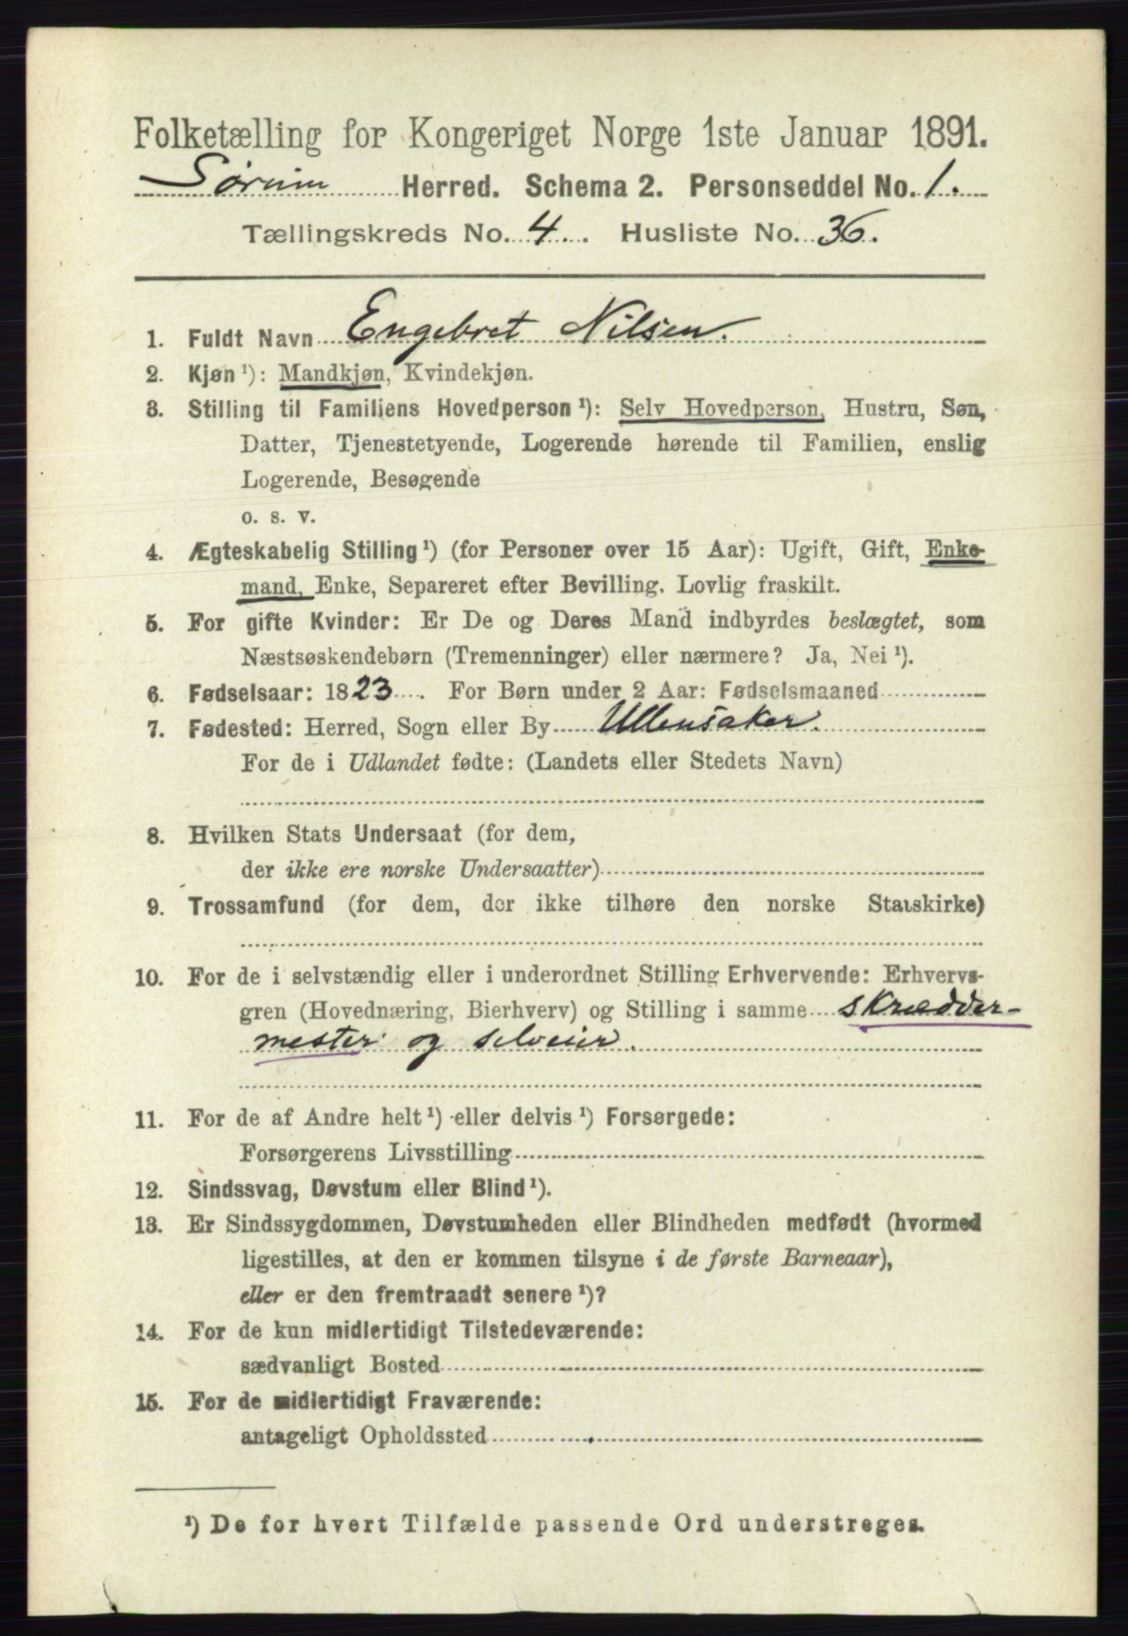 Folketælling for Kongeriget Norge 1ste Januar 1891.
Sørum Herred. Schema 2. Personseddel No. 1.
Tællingskreds No. 4. Husliste No. 36.
1. Fuldt Navn Engebret Nilsen.
2. Kjøn ¹): Mandkjøn, Kvindekjøn.
3. Stilling til Familiens Hovedperson ¹): Selv Hovedperson, Hustru, Søn,
Datter, Tjenestetyende, Logerende hørende til Familien, enslig
Logerende, Besøgende
o. s. v.
4. Ægteskabelig Stilling ¹) (for Personer over 15 Aar): Ugift, Gift, Enke-
mand, Enke, Separeret efter Bevilling. Lovlig fraskilt.
5. For gifte Kvinder: Er De og Deres Mand indbyrdes beslægtet, som
Næstsøskendebørn (Tremenninger) eller nærmere? Ja, Nei ¹).
6. Fødselsaar: 1823. For Børn under 2 Aar: Fødselsmaaned
7. Fødested: Herred, Sogn eller By Ullensaker.
For de i Udlandet fødte: (Landets eller Stedets Navn)
8. Hvilken Stats Undersaat (for dem,
der ikke ere norske Undersaatter)
9. Trossamfund (for dem, der ikke tilhøre den norske Statskirke)
10. For de i selvstændig eller i underordnet Stilling Erhvervende: Erhvervs-
gren (Hovednæring, Bierhverv) og Stilling i samme skrædder-
mester og selveier.
11. For de af Andre helt ¹) eller delvis ¹) Forsørgede:
Forsørgerens Livsstilling
12. Sindssvag, Døvstum eller Blind ¹).
13. Er Sindssygdommen, Døvstumheden eller Blindheden medfødt (hvormed
ligestilles, at den er kommen tilsyne i de første Barneaar),
eller er den fremtraadt senere ¹)?
14. For de kun midlertidigt Tilstedeværende:
sædvanligt Bosted
15. For de midlertidigt Fraværende:
antageligt Opholdssted
¹) De for hvert Tilfælde passende Ord understreges.